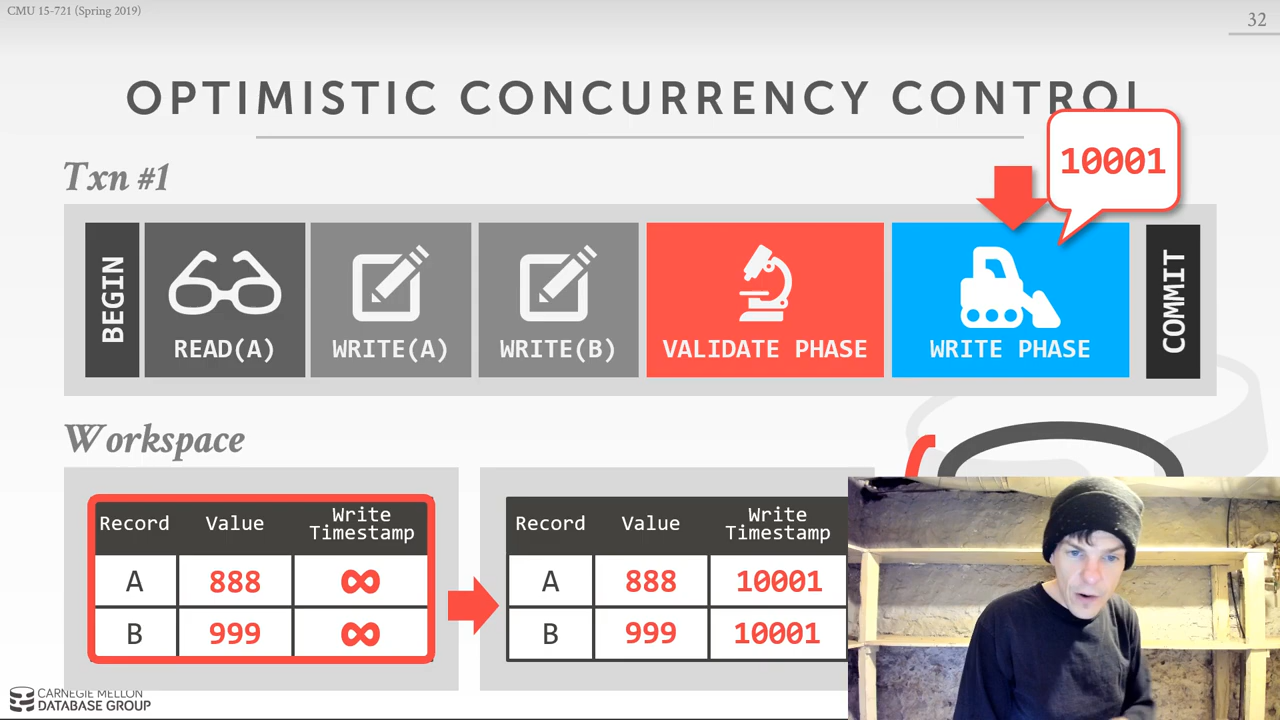 CMU 15-721 (Spring 2019)
32
OPTIMISTIC CONCURRENCY CONTROL
Txn #1
10001
BEGIN
READ(A)
WRITE(A)
WRITE(B)
VALIDATE PHASE
WRITE PHASE
COMMIT
Workspace
Record Value Write Timestamp
A 888 ∞
B 999 ∞
Record Value Write Timestamp
A 888 10001
B 999 10001
CARNEGIE MELLON
DATABASE GROUP